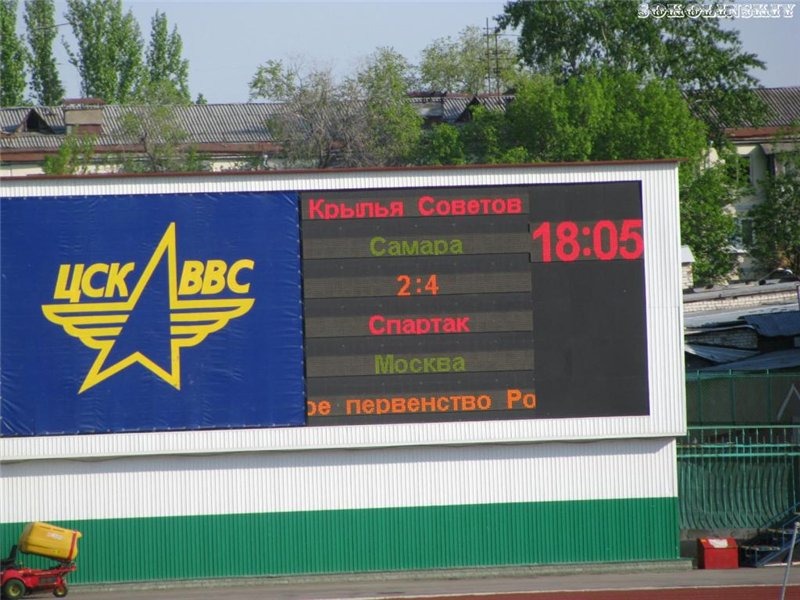 SOKOLINSKIY
ЦСК ВВС
Крылья Советов
18:05
Самара
2:4
Спартак
Москва
ое первенство Ро